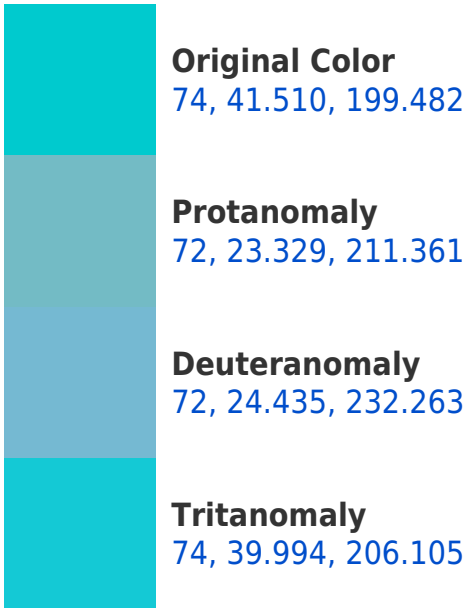 Original Color
74, 41.510, 199.482
Protanomaly
72, 23.329, 211.361
Deuteranomaly
72, 24.435, 232.263
Tritanomaly
74, 39.994, 206.105